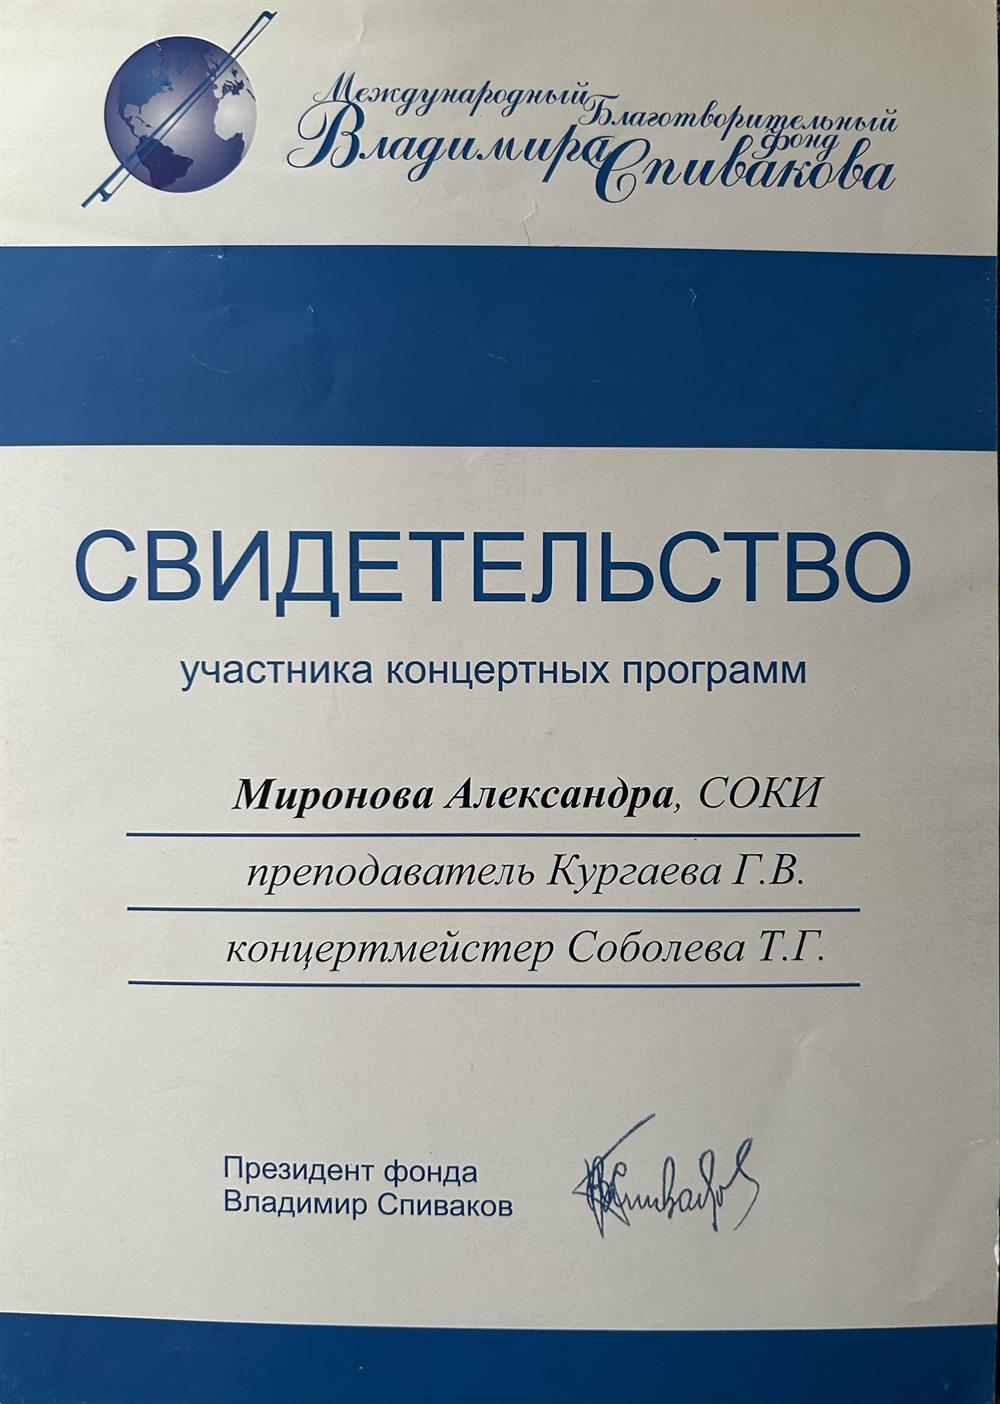 Международный Благотворительный фонд
Владимира Спивакова
СВИДЕТЕЛЬСТВО
участника концертных программ
Миронова Александра, СОКИ
преподаватель Кургаева Г.В.
концертмейстер Соболева Т.Г.
Президент фонда
Владимир Спиваков